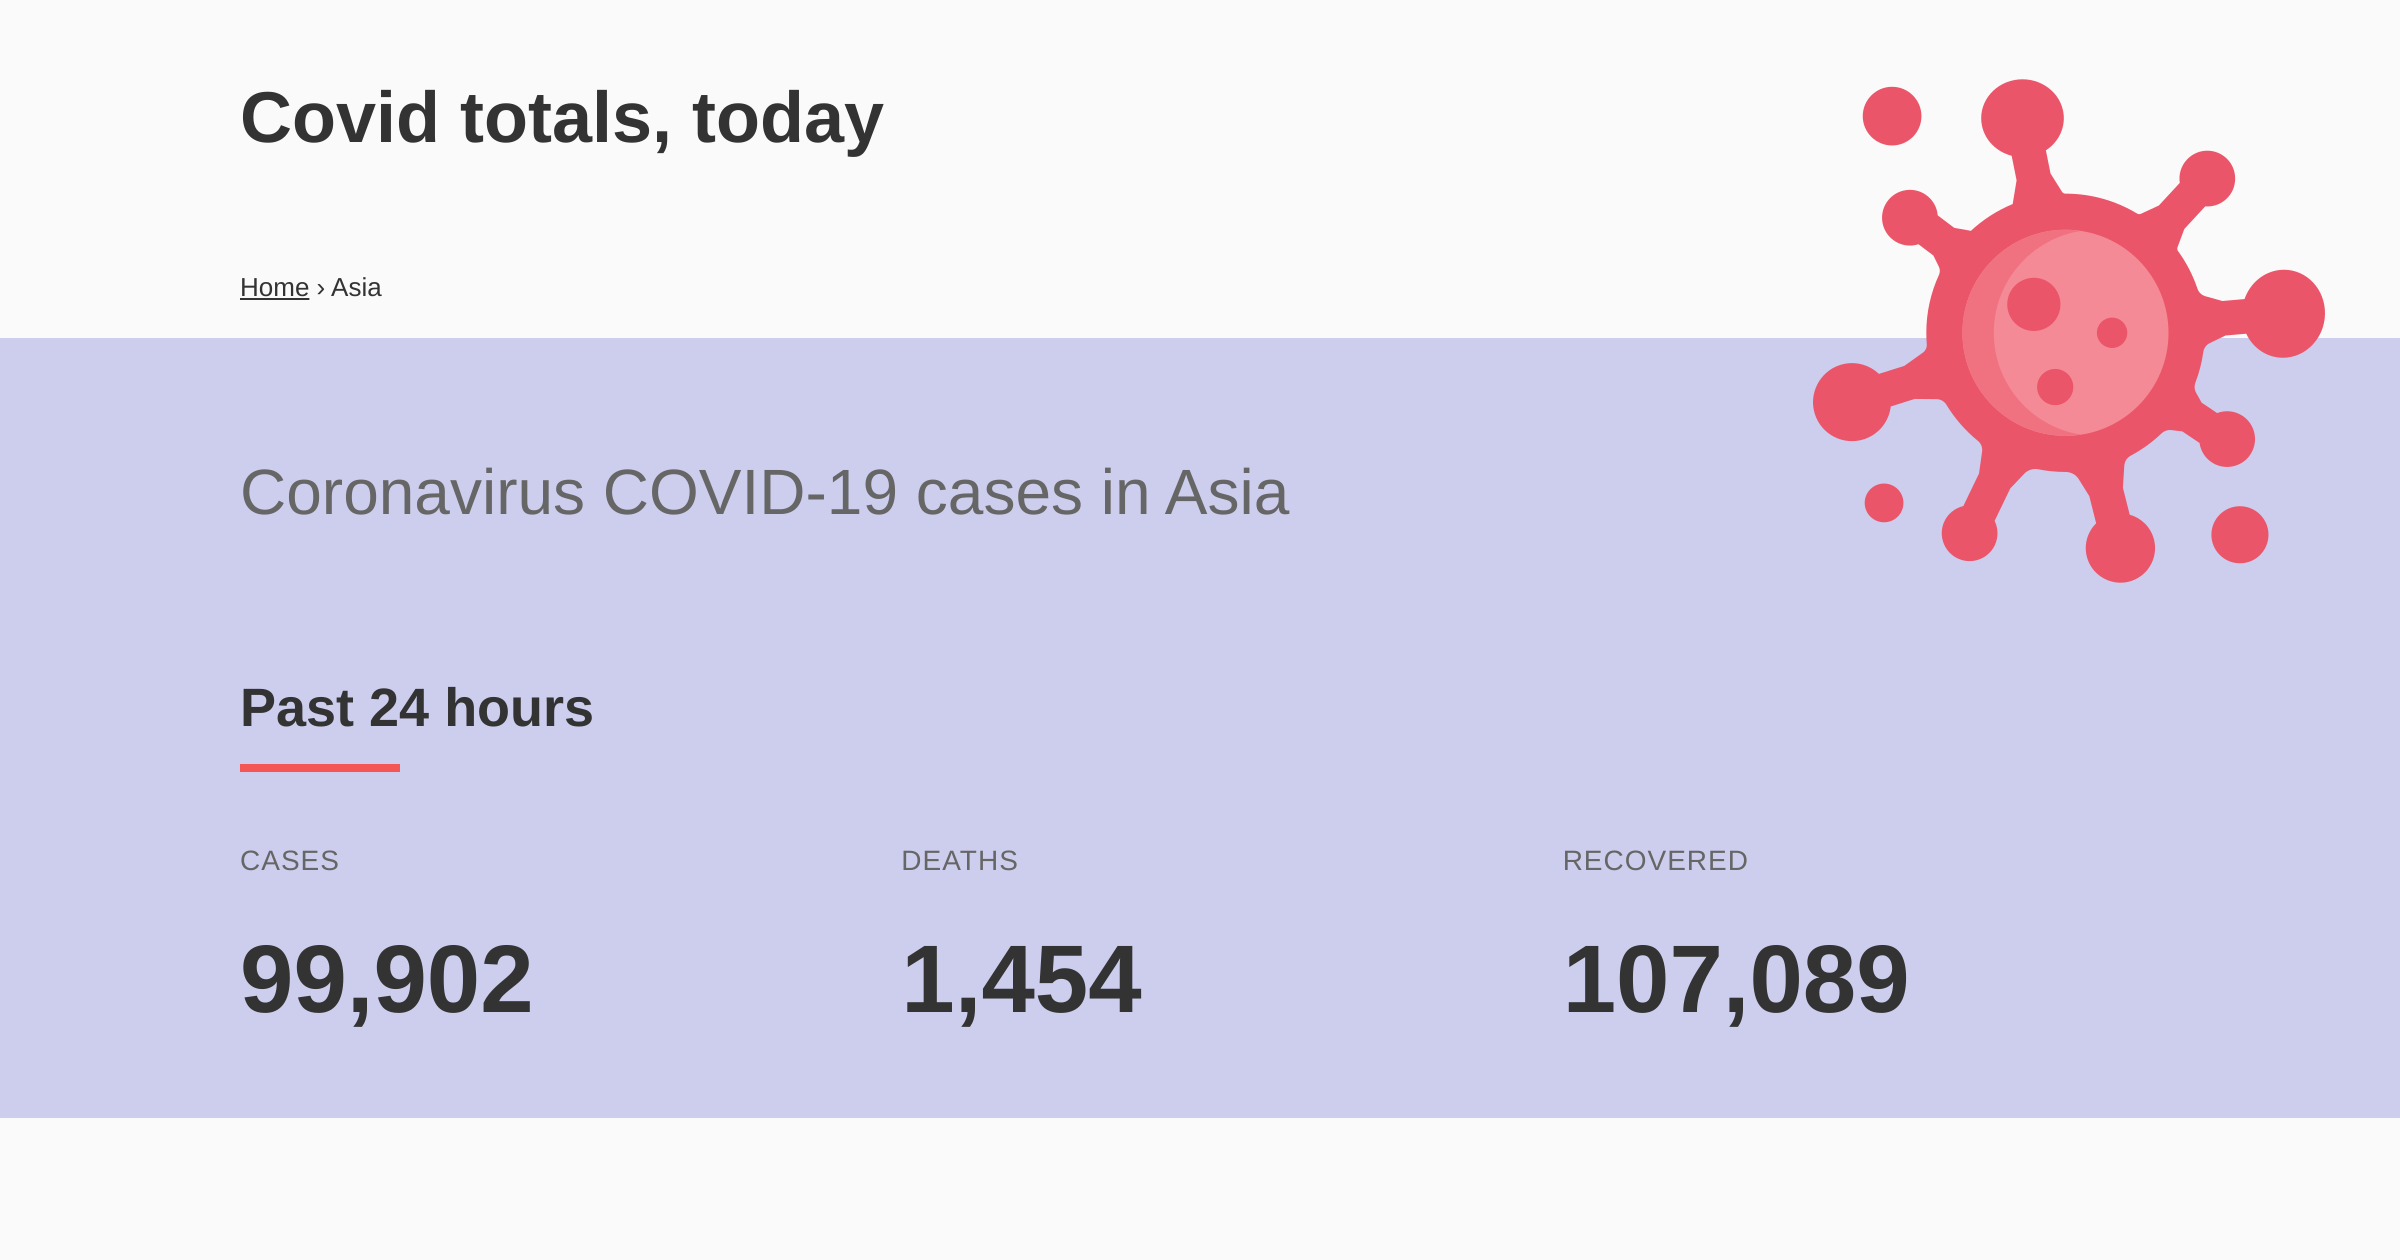 Covid totals, today
Home › Asia
Coronavirus COVID-19 cases in Asia
Past 24 hours
CASES DEATHS RECOVERED
99,902 1,454 107,089